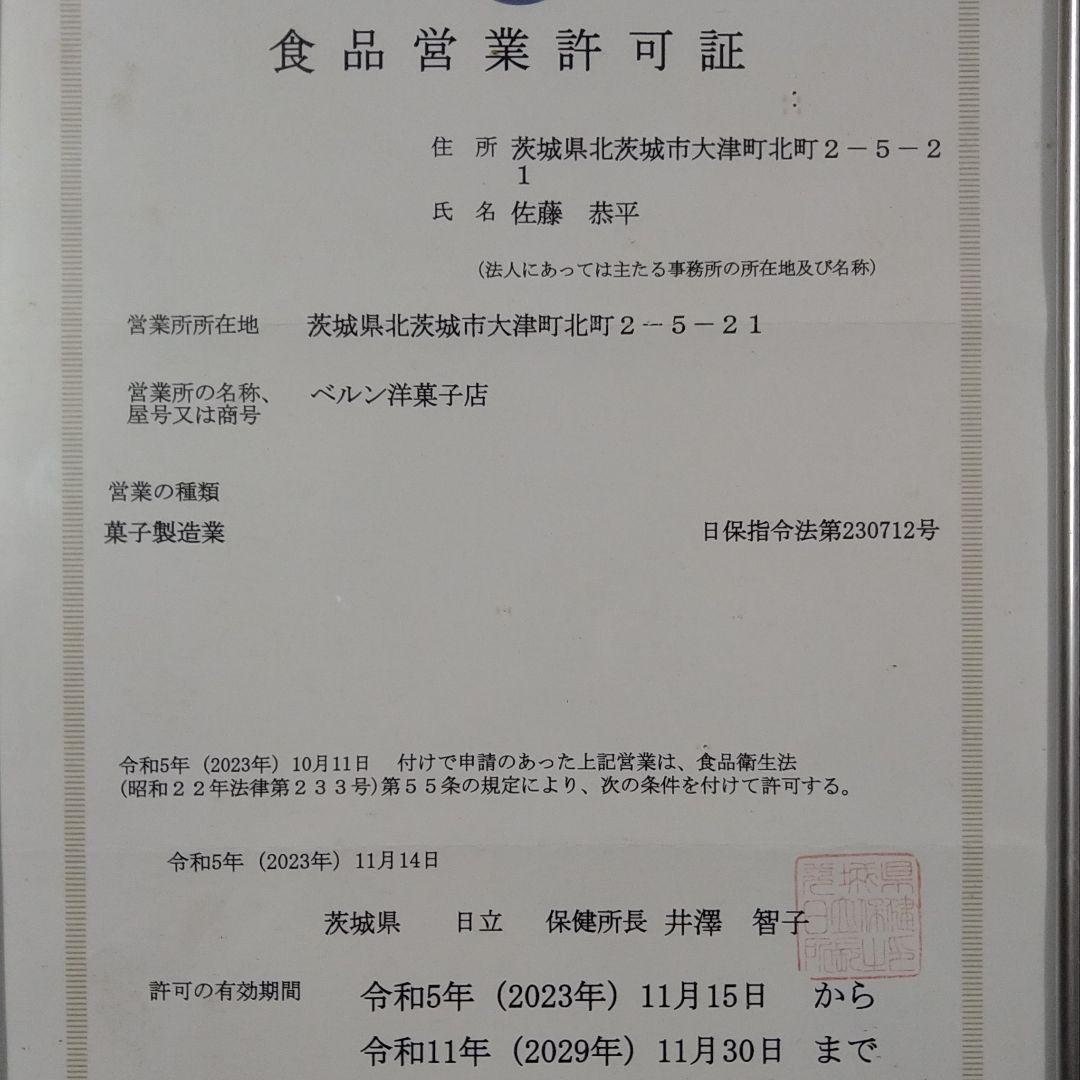 食品営業許可証
住 所 茨城県北茨城市大津町北町２－５－２
１
氏 名 佐藤　恭平
（法人にあっては主たる事務所の所在地及び名称）
営業所所在地　茨城県北茨城市大津町北町２－５－２１
営業所の名称、　ベルン洋菓子店
屋号又は商号
営業の種類
菓子製造業　日保指令法第230712号
令和5年（2023年）10月11日　付けで申請のあった上記営業は、食品衛生法
(昭和２２年法律第２３３号)第５５条の規定により、次の条件を付けて許可する。
令和5年（2023年）11月14日
茨城県　日立　保健所長 井澤　智子
茨城県日立保健所長
許可の有効期間　令和5年（2023年）11月15日　から
令和11年（2029年）11月30日　まで